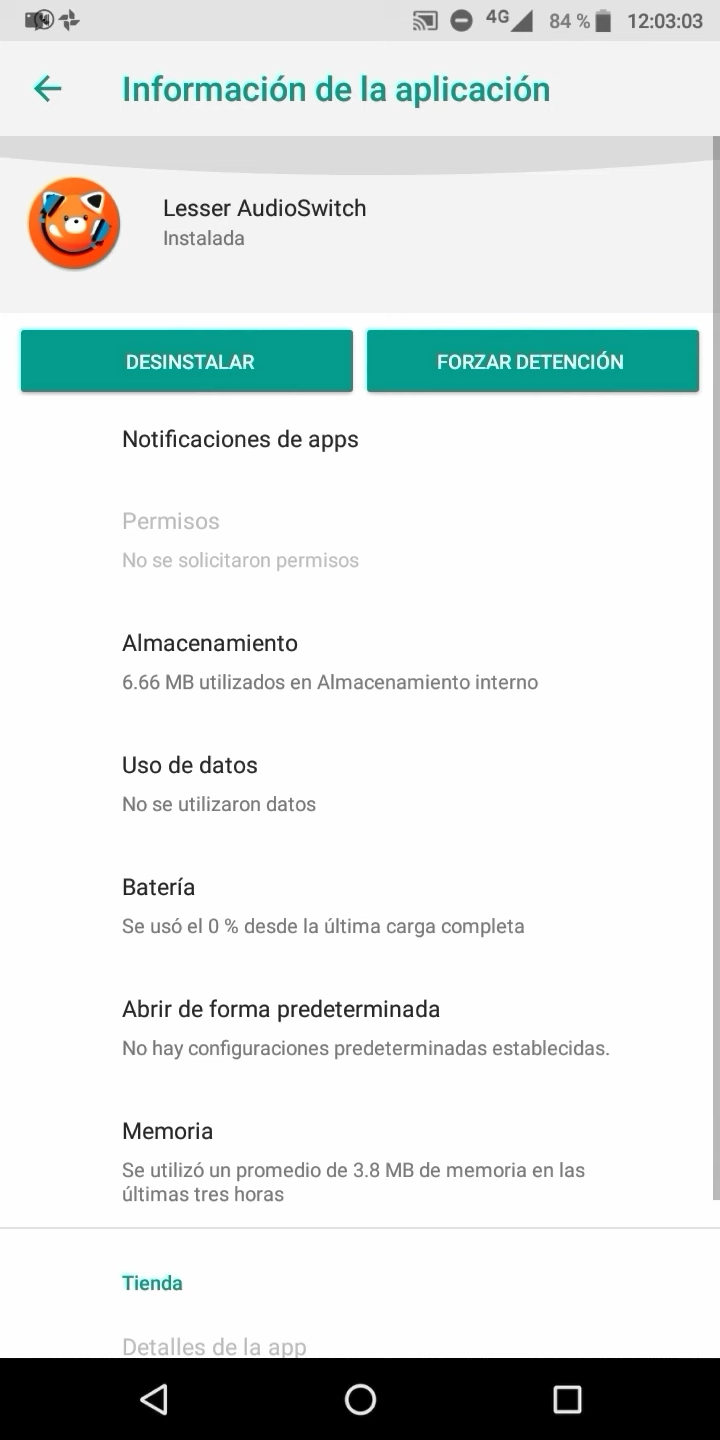 4G 84 % 12:03:03
Información de la aplicación
Lesser AudioSwitch
Instalada
DESINSTALAR FORZAR DETENCIÓN
Notificaciones de apps
Permisos
No se solicitaron permisos
Almacenamiento
6.66 MB utilizados en Almacenamiento interno
Uso de datos
No se utilizaron datos
Batería
Se usó el 0 % desde la última carga completa
Abrir de forma predeterminada
No hay configuraciones predeterminadas establecidas.
Memoria
Se utilizó un promedio de 3.8 MB de memoria en las
últimas tres horas
Tienda
Detalles de la app